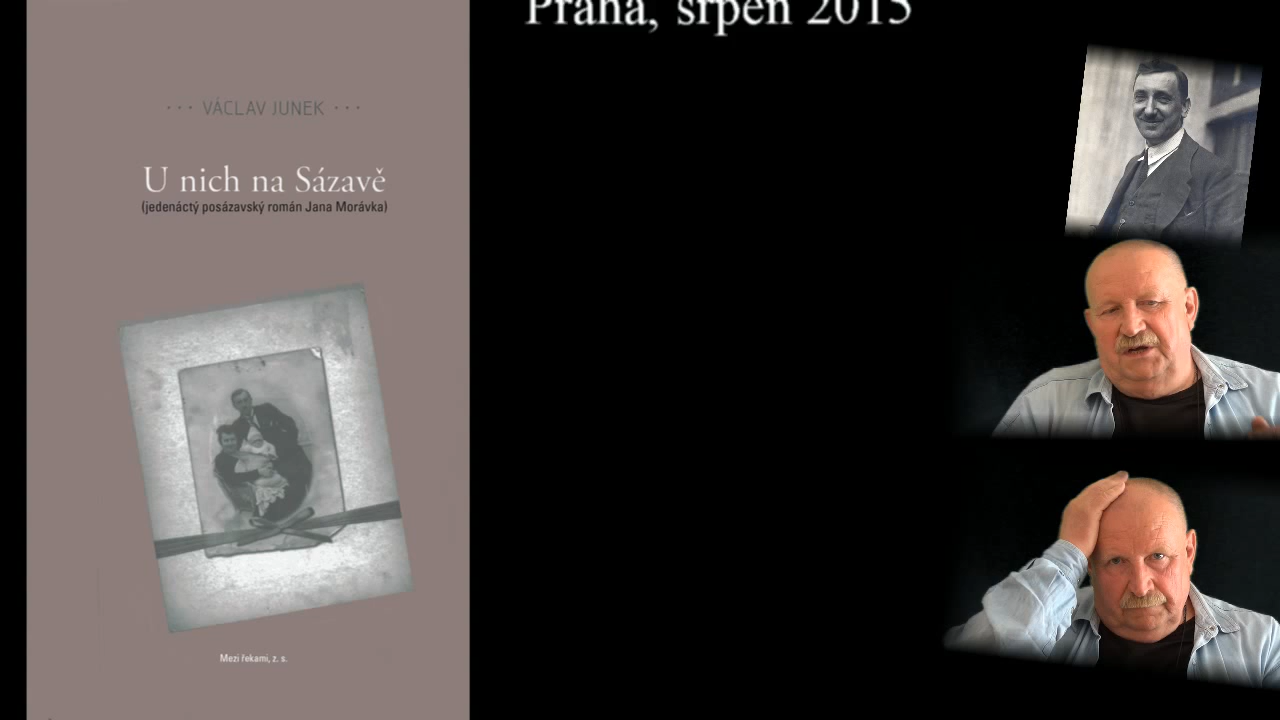 Praha, srpen 2015
··· VÁCLAV JUNEK ···
U nich na Sázavě
(jedenáctý posázavský román Jana Morávka)
Mezi řekami, z. s.